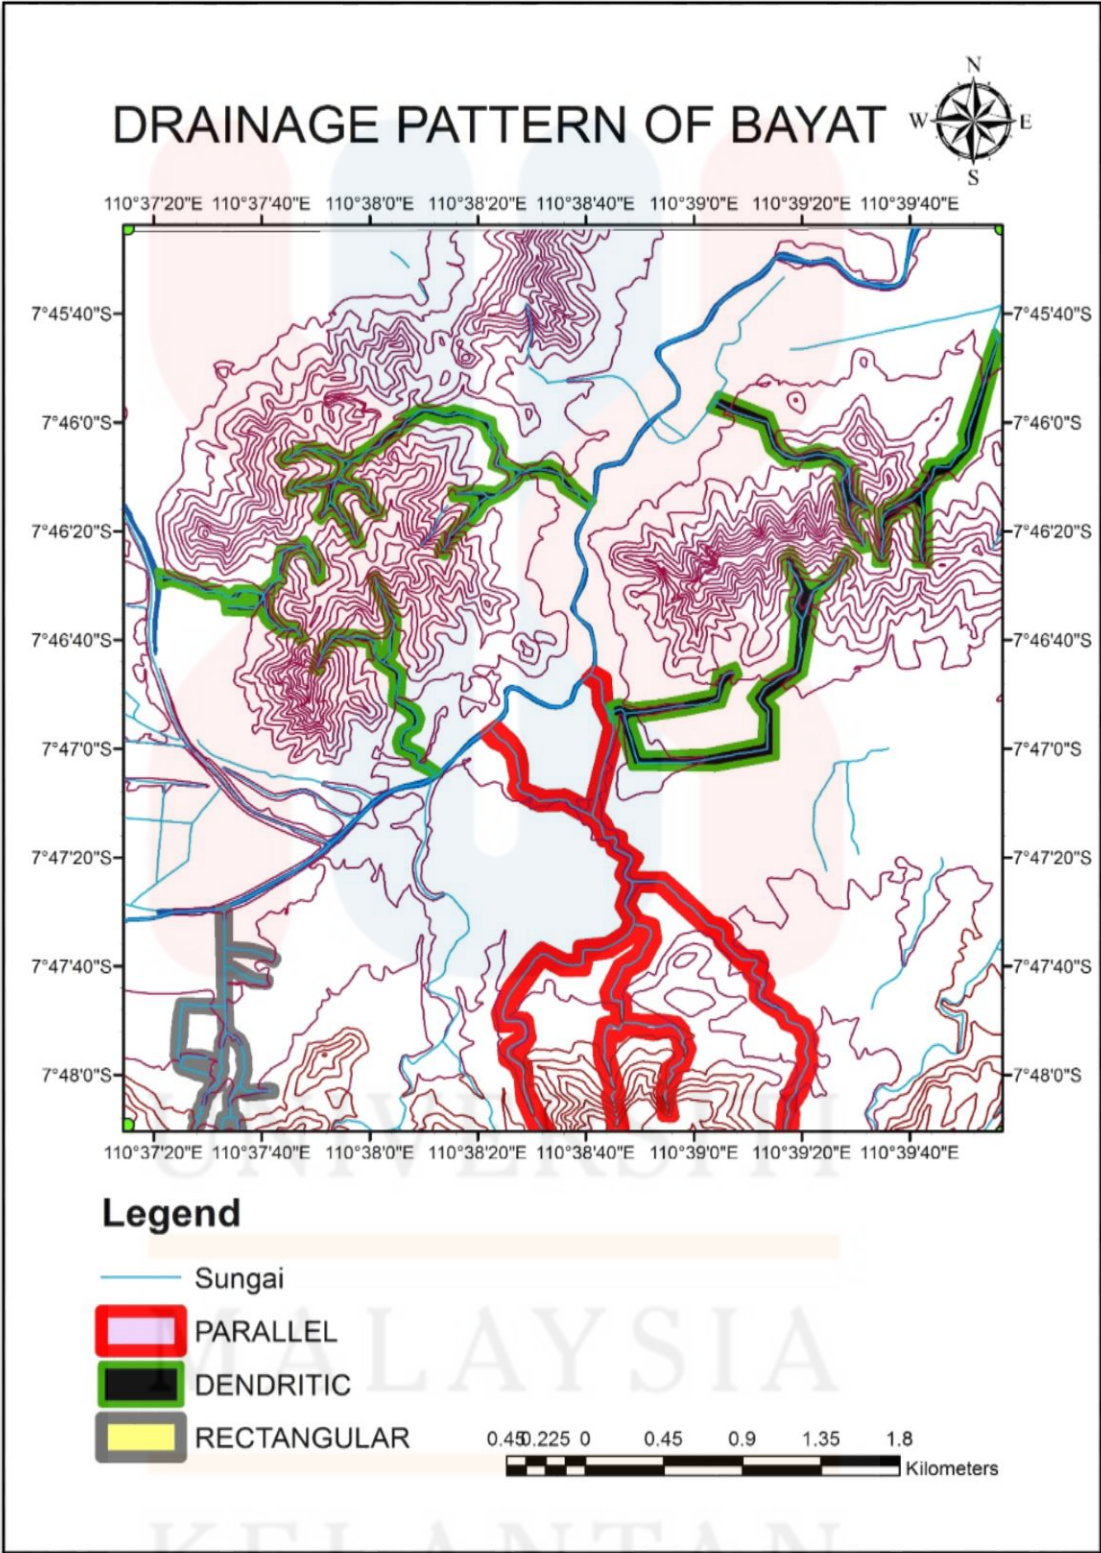 N
DRAINAGE PATTERN OF BAYAT
W E
S
110°37'20"E 110°37'40"E 110°38'0"E 110°38'20"E 110°38'40"E 110°39'0"E 110°39'20"E 110°39'40"E
7°45'40"S 7°45'40"S
7°46'0"S 7°46'0"S
7°46'20"S 7°46'20"S
7°46'40"S 7°46'40"S
7°47'0"S 7°47'0"S
7°47'20"S 7°47'20"S
7°47'40"S 7°47'40"S
7°48'0"S 7°48'0"S
UNIVERSITI
110°37'20"E 110°37'40"E 110°38'0"E 110°38'20"E 110°38'40"E 110°39'0"E 110°39'20"E 110°39'40"E
Legend
Sungai
PARALLEL
MALAYSIA
DENDRITIC
RECTANGULAR
0.45 0.225 0 0.45 0.9 1.35 1.8
Kilometers
KELANTAN